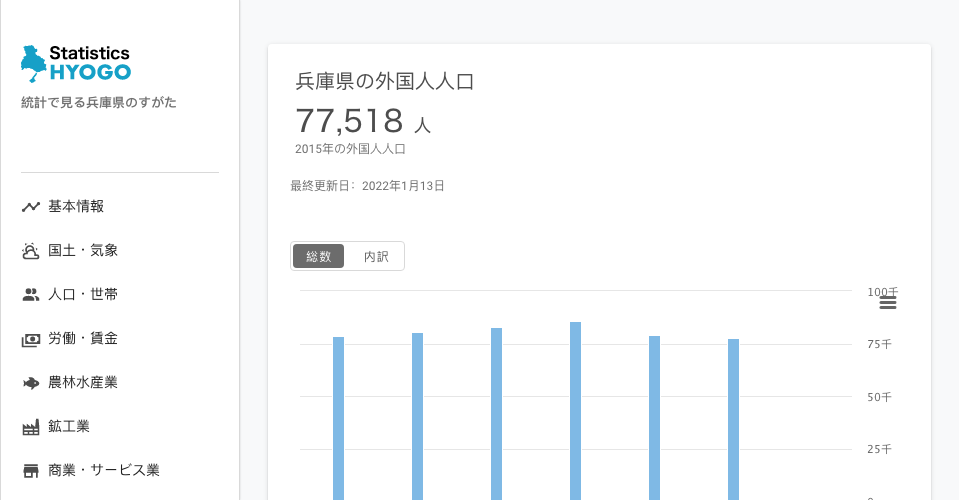 Statistics
HYOGO
統計で見る兵庫県のすがた
基本情報
国土・気象
人口・世帯
労働・賃金
農林水産業
鉱工業
商業・サービス業
兵庫県の外国人人口
77,518 人
2015年の外国人人口
最終更新日: 2022年1月13日
総数 内訳
100千
75千
50千
25千